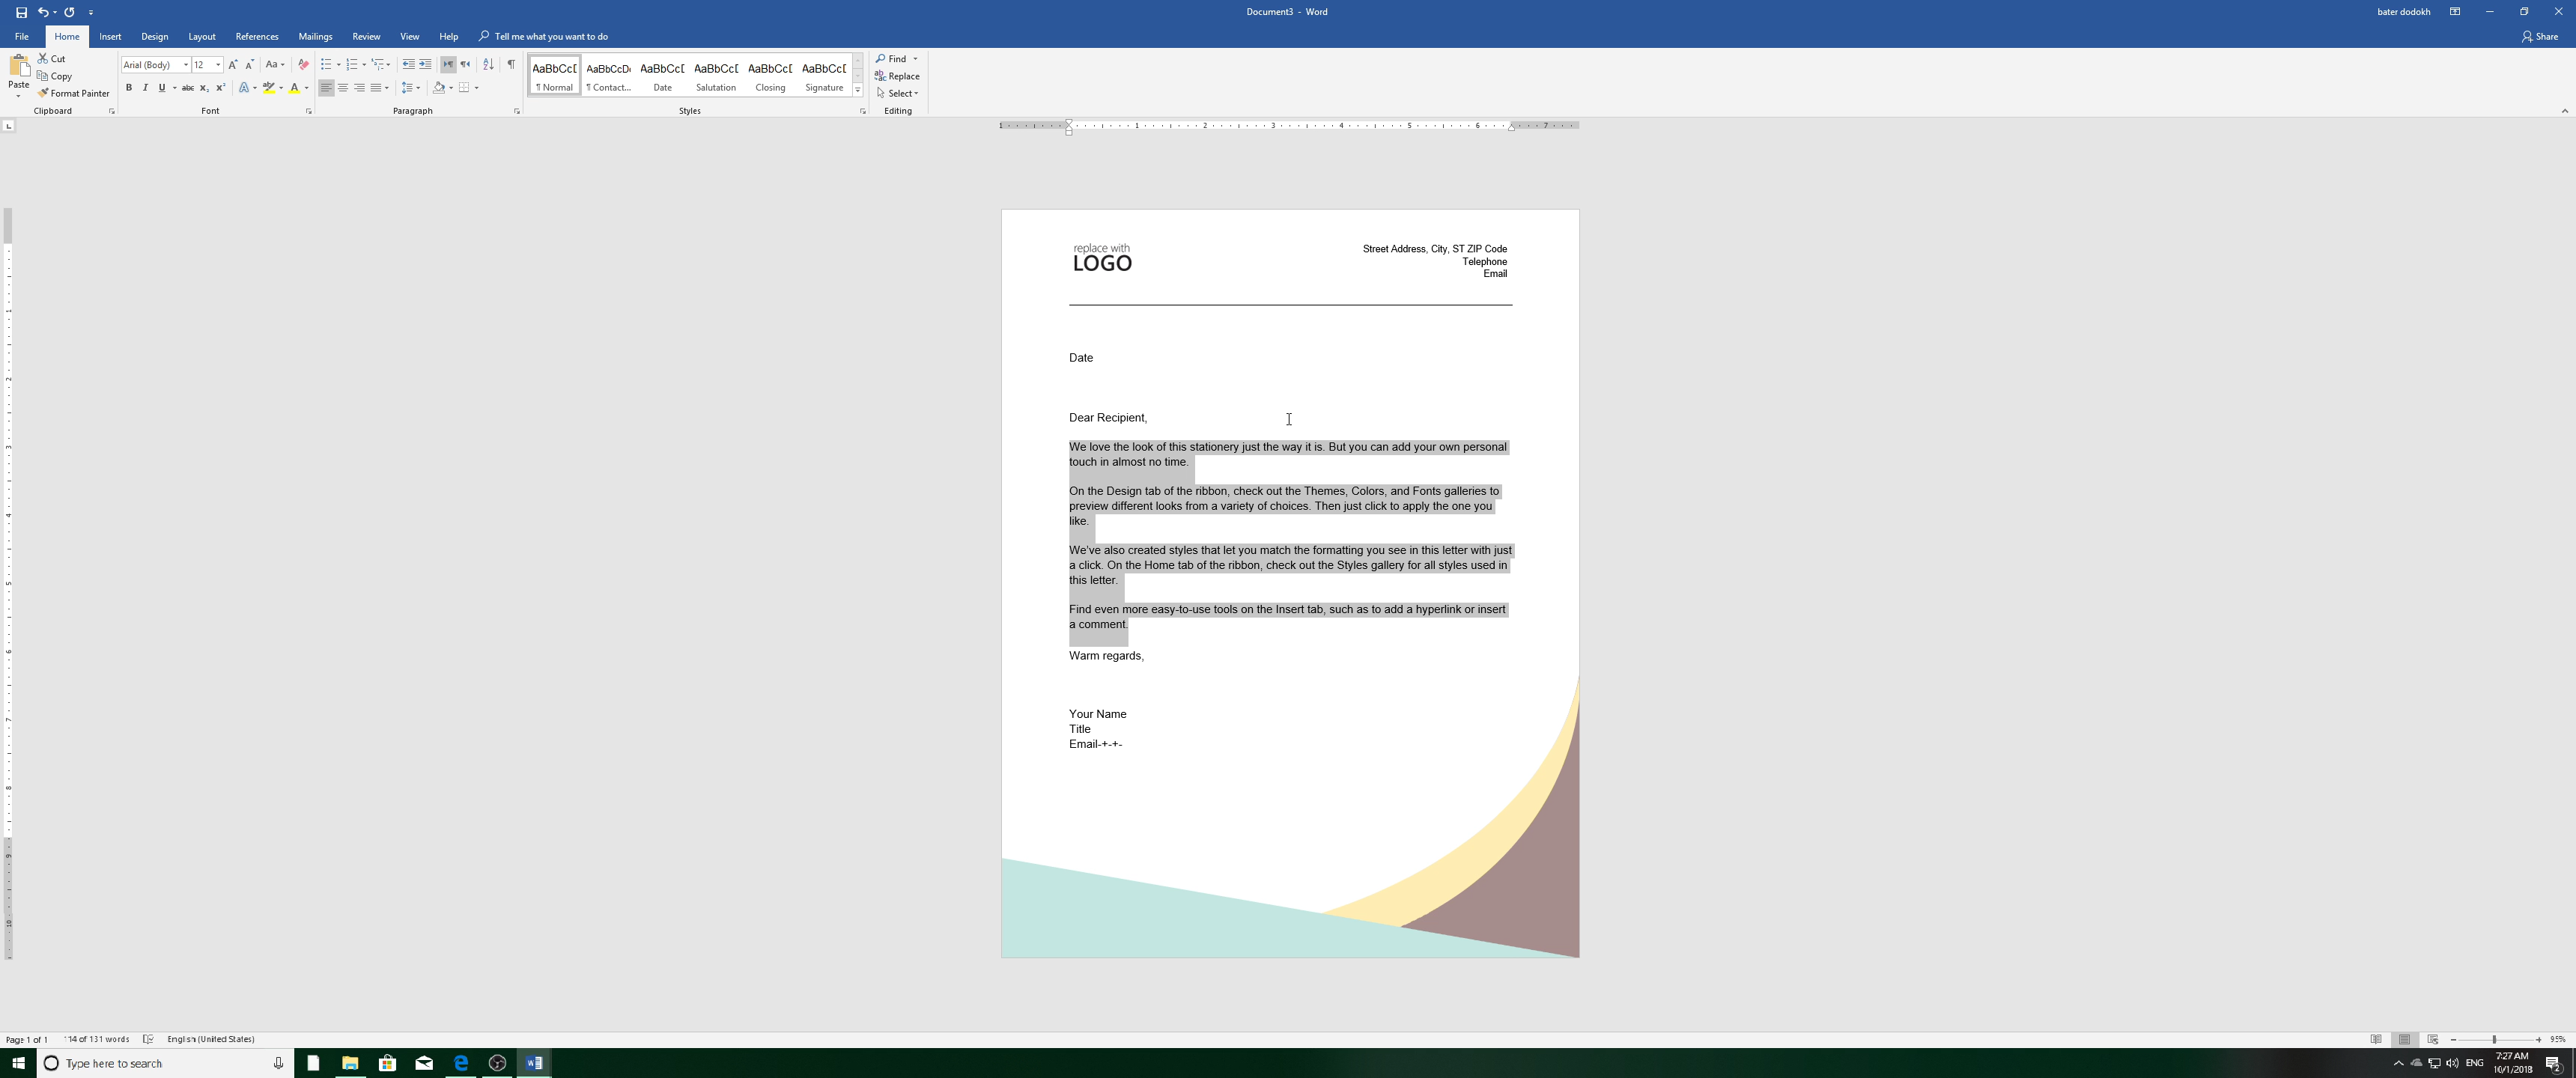 Document3 - Word
bater dodokh
File Home Insert Design Layout References Mailings Review View Help Tell me what you want to do
Share
Paste
Cut
Copy
Format Painter
Clipboard
Arial (Body) 12
Font
Paragraph
AaBbCcI AaBbCcDı AaBbCcI AaBbCcI AaBbCcI AaBbCcI
¶ Normal ¶ Contact... Date Salutation Closing Signature
Styles
Find
Replace
Select
Editing
replace with
LOGO
Street Address, City, ST ZIP Code
Telephone
Email
Date
Dear Recipient,
We love the look of this stationery just the way it is. But you can add your own personal
touch in almost no time.
On the Design tab of the ribbon, check out the Themes, Colors, and Fonts galleries to
preview different looks from a variety of choices. Then just click to apply the one you
like.
We've also created styles that let you match the formatting you see in this letter with just
a click. On the Home tab of the ribbon, check out the Styles gallery for all styles used in
this letter.
Find even more easy-to-use tools on the Insert tab, such as to add a hyperlink or insert
a comment.
Warm regards,
Your Name
Title
Email-+-+-
Page 1 of 1 114 of 131 words English (United States)
95%
Type here to search
ENG
7:27 AM
10/1/2018
2